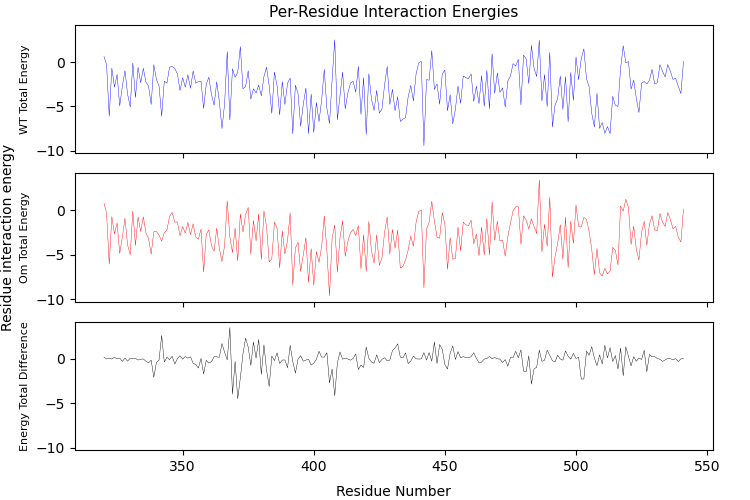 Per-Residue Interaction Energies
Residue interaction energy
WT Total Energy
0
−5
−10
Om Total Energy
0
−5
−10
Energy Total Difference
0
−5
−10
350
400
450
500
550
Residue Number